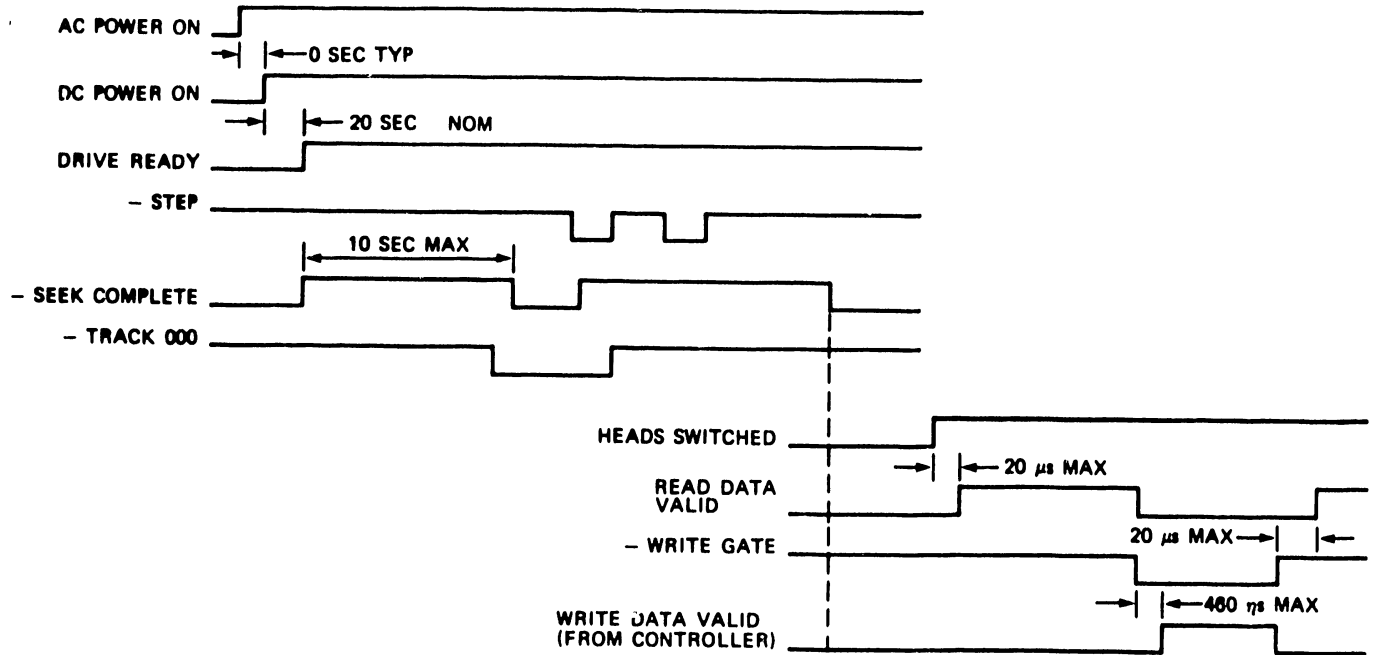 AC POWER ON
0 SEC TYP
DC POWER ON
20 SEC NOM
DRIVE READY
– STEP
10 SEC MAX
– SEEK COMPLETE
– TRACK 000
HEADS SWITCHED
20 μs MAX
READ DATA
VALID
20 μs MAX
– WRITE GATE
460 ηs MAX
WRITE DATA VALID
(FROM CONTROLLER)